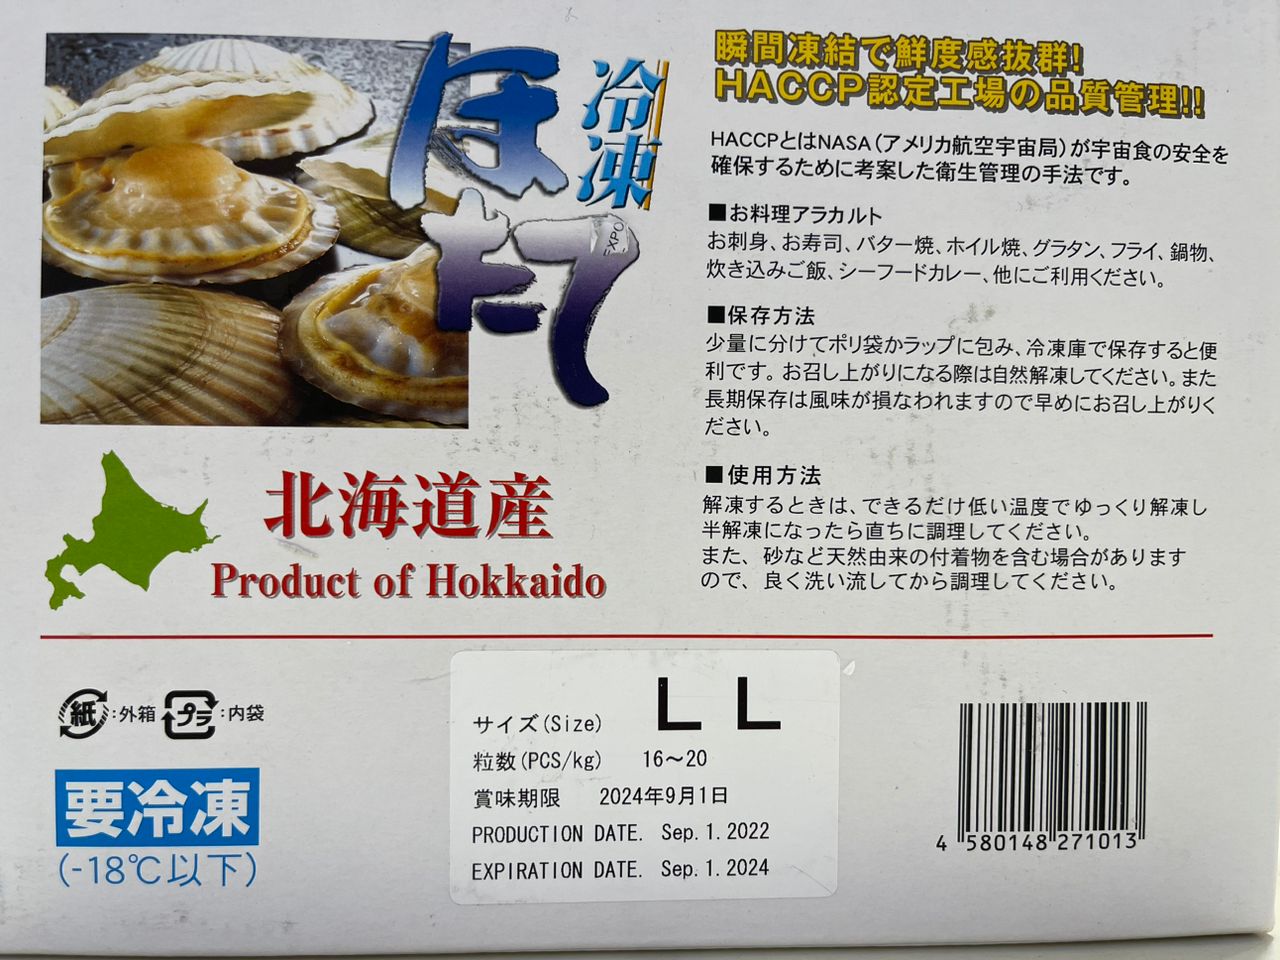 冷凍
ほたて
EXPO
北海道産
Product of Hokkaido
瞬間凍結で鮮度感抜群!
HACCP認定工場の品質管理!!
HACCPとはNASA(アメリカ航空宇宙局)が宇宙食の安全を
確保するために考案した衛生管理の手法です。
■お料理アラカルト
お刺身、お寿司、バター焼、ホイル焼、グラタン、フライ、鍋物、
炊き込みご飯、シーフードカレー、他にご利用ください。
■保存方法
少量に分けてポリ袋かラップに包み、冷凍庫で保存すると便
利です。お召し上がりになる際は自然解凍してください。また
長期保存は風味が損なわれますので早めにお召し上がりく
ださい。
■使用方法
解凍するときは、できるだけ低い温度でゆっくり解凍し
半解凍になったら直ちに調理してください。
また、砂など天然由来の付着物を含む場合があります
ので、良く洗い流してから調理してください。
紙:外箱 プラ:内袋
要冷凍
(-18℃以下)
サイズ(Size) LL
粒数(PCS/kg) 16～20
賞味期限 2024年9月1日
PRODUCTION DATE. Sep.1.2022
EXPIRATION DATE. Sep.1.2024
4 580148 271013